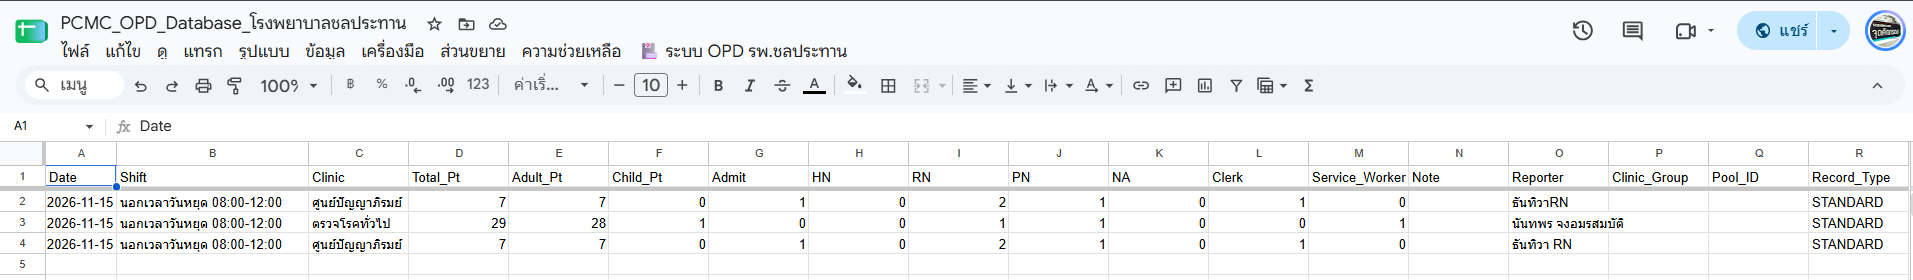 PCMC_OPD_Database_โรงพยาบาลชลประทาน
ไฟล์ แก้ไข ดู แทรก รูปแบบ ข้อมูล เครื่องมือ ส่วนขยาย ความช่วยเหลือ ระบบ OPD รพ.ชลประทาน
แชร์
เมนู 100% ฿ % .0 .00 123 ค่าเริ่... 10 B I S A Σ
A1 fx Date
A B C D E F G H I J K L M N O P Q R
1 Date Shift Clinic Total_Pt Adult_Pt Child_Pt Admit HN RN PN NA Clerk Service_Worker Note Reporter Clinic_Group Pool_ID Record_Type
2 2026-11-15 นอกเวลาวันหยุด 08:00-12:00 ศูนย์ปัญญาภิรมย์ 7 7 0 1 0 2 1 0 1 0 ธันทิวาRN STANDARD
3 2026-11-15 นอกเวลาวันหยุด 08:00-12:00 ตรวจโรคทั่วไป 29 28 1 0 0 1 1 0 0 1 นันทพร จงอมรสมบัติ STANDARD
4 2026-11-15 นอกเวลาวันหยุด 08:00-12:00 ศูนย์ปัญญาภิรมย์ 7 7 0 1 0 2 1 0 1 0 ธันทิวา RN STANDARD
5